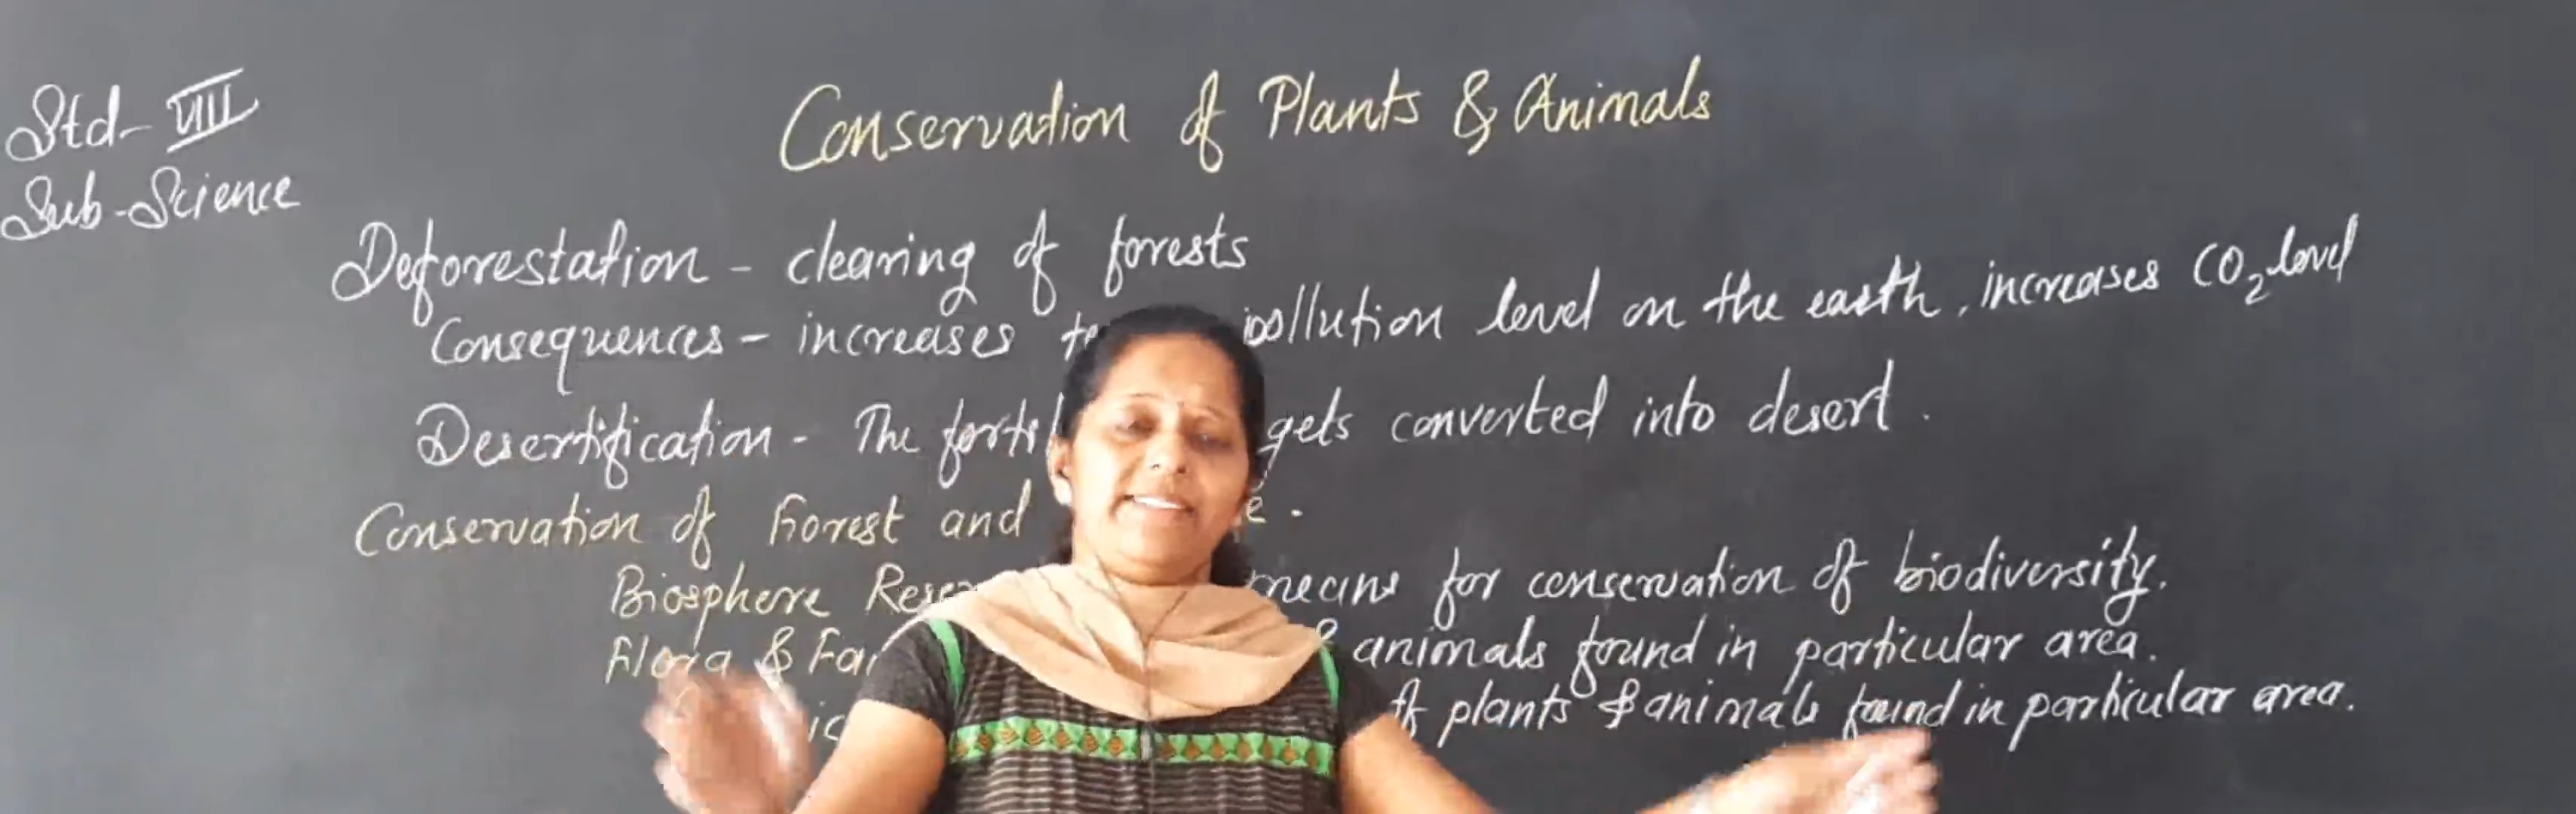 Std- VIII
Sub-Science
Conservation of Plants & Animals
Deforestation - clearing of forests
Consequences - increases pollution level on the earth, increases CO2 level
Desertification - The gets converted into desert.
Conservation of Forest and
Biosphere means for conservation of biodiversity.
Flora & & animals found in particular area.
of plants & animals found in particular area.